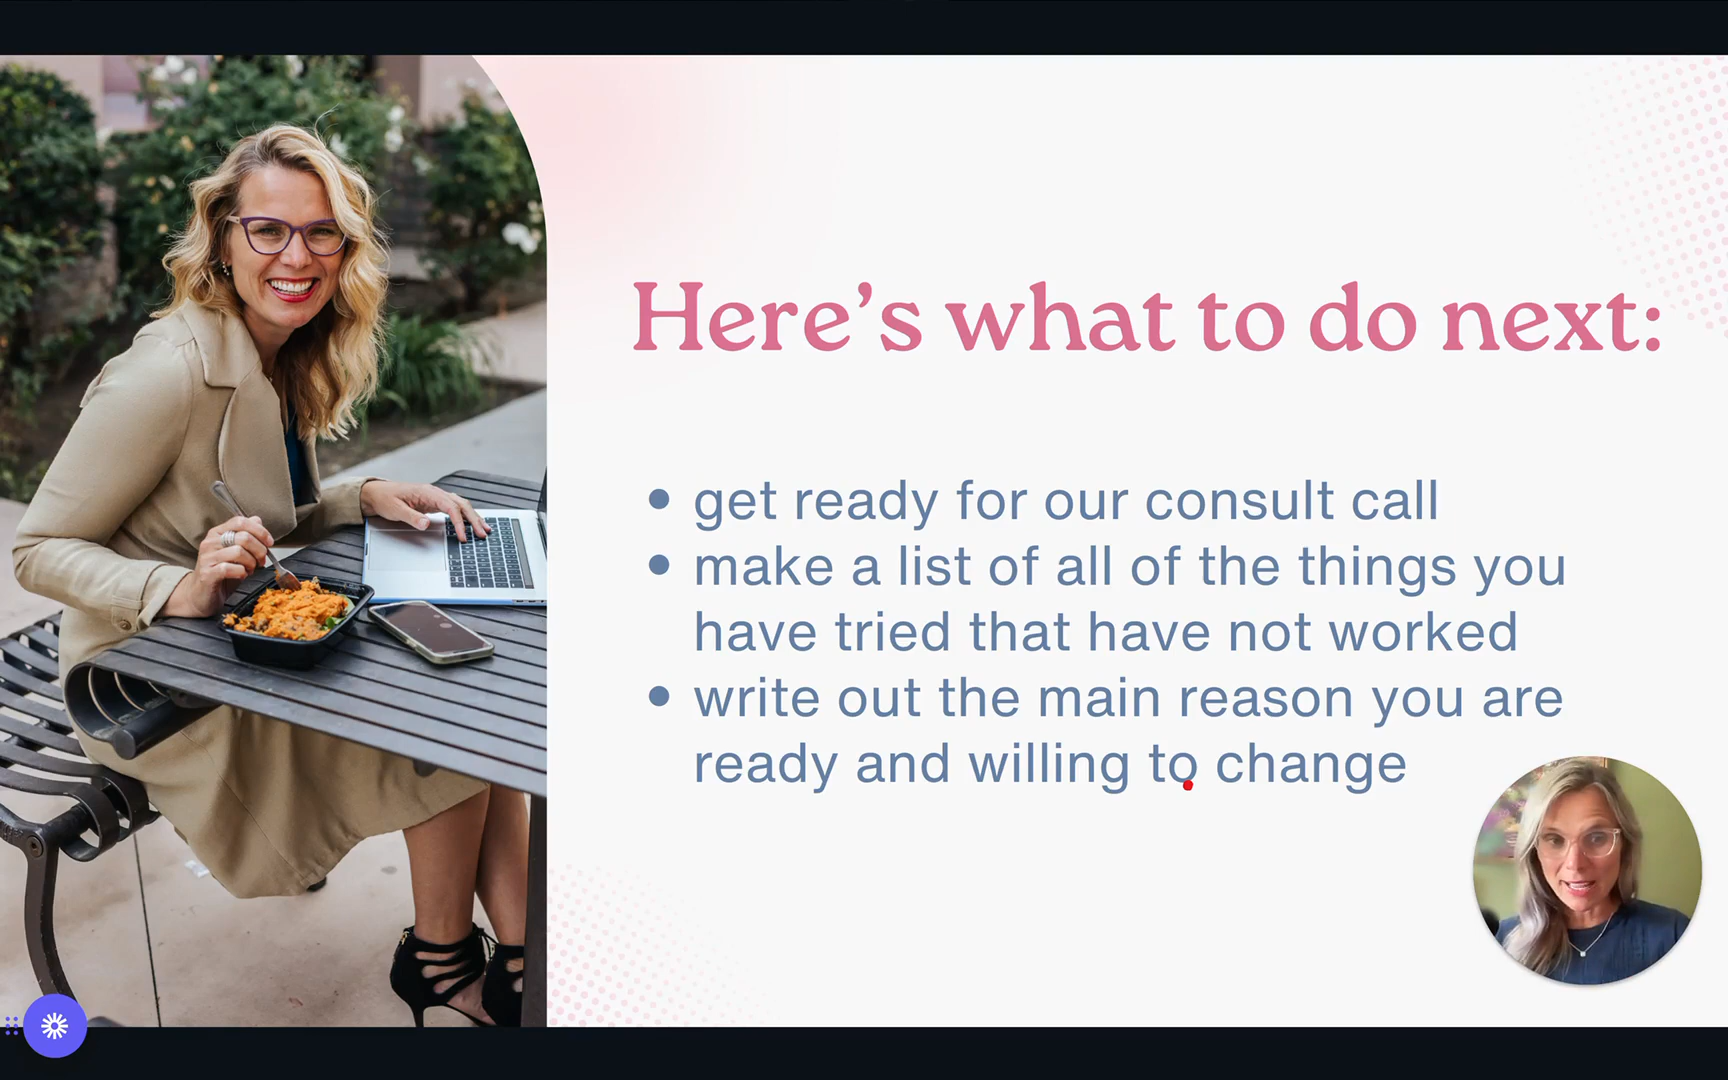 Here's what to do next:
• get ready for our consult call
• make a list of all of the things you
have tried that have not worked
• write out the main reason you are
ready and willing to change